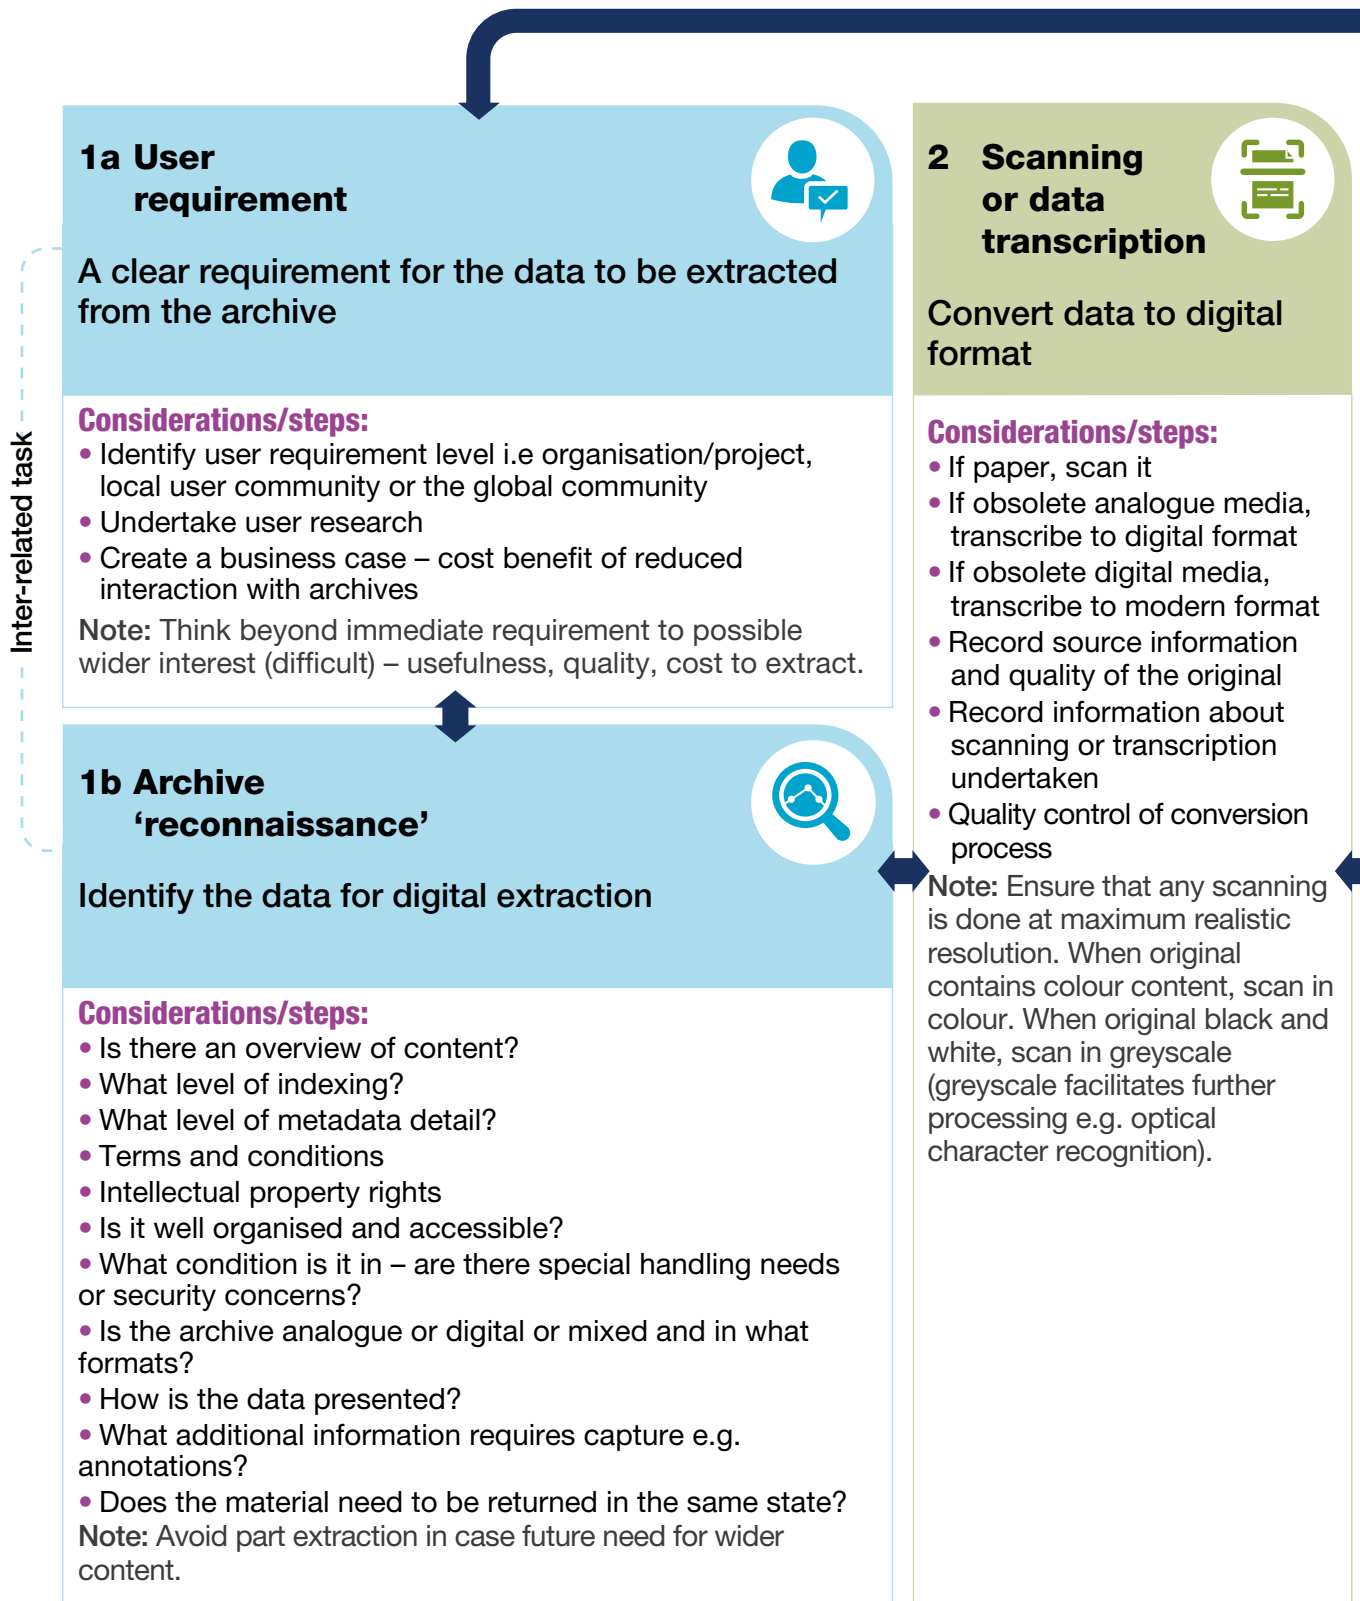 1a User
requirement
A clear requirement for the data to be extracted
from the archive
Considerations/steps:
• Identify user requirement level i.e organisation/project,
local user community or the global community
• Undertake user research
• Create a business case – cost benefit of reduced
interaction with archives
Note: Think beyond immediate requirement to possible
wider interest (difficult) – usefulness, quality, cost to extract.
Inter-related task
1b Archive
‘reconnaissance’
Identify the data for digital extraction
Considerations/steps:
• Is there an overview of content?
• What level of indexing?
• What level of metadata detail?
• Terms and conditions
• Intellectual property rights
• Is it well organised and accessible?
• What condition is it in – are there special handling needs
or security concerns?
• Is the archive analogue or digital or mixed and in what
formats?
• How is the data presented?
• What additional information requires capture e.g.
annotations?
• Does the material need to be returned in the same state?
Note: Avoid part extraction in case future need for wider
content.
2 Scanning
or data
transcription
Convert data to digital
format
Considerations/steps:
• If paper, scan it
• If obsolete analogue media,
transcribe to digital format
• If obsolete digital media,
transcribe to modern format
• Record source information
and quality of the original
• Record information about
scanning or transcription
undertaken
• Quality control of conversion
process
Note: Ensure that any scanning
is done at maximum realistic
resolution. When original
contains colour content, scan in
colour. When original black and
white, scan in greyscale
(greyscale facilitates further
processing e.g. optical
character recognition).